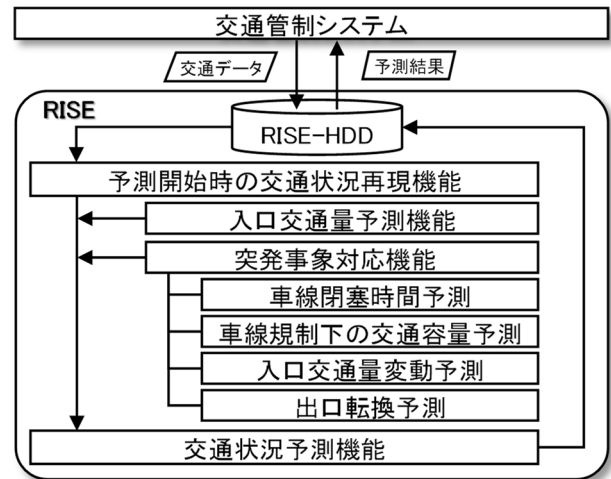 交通管制システム
交通データ
予測結果
RISE
RISE-HDD
予測開始時の交通状況再現機能
入口交通量予測機能
突発事象対応機能
車線閉塞時間予測
車線規制下の交通容量予測
入口交通量変動予測
出口転換予測
交通状況予測機能